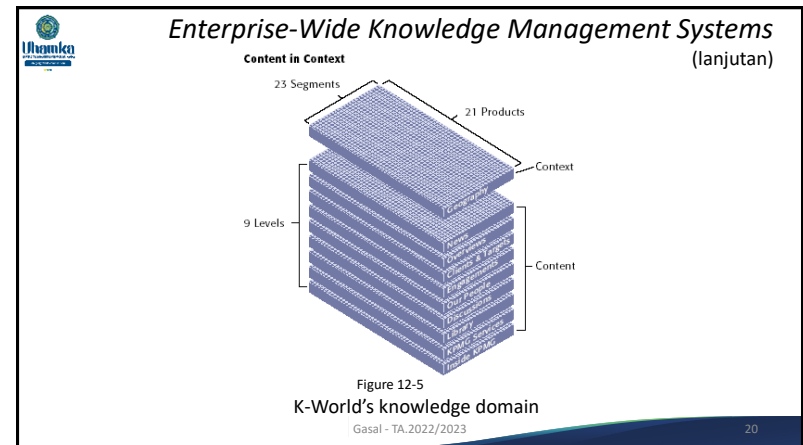 Enterprise-Wide Knowledge Management Systems
(lanjutan)
Uhamka
Content in Context
23 Segments
21 Products
Context
Geography
9 Levels
News
Overviews
Clients & Targets
Engagements
Our People
Discussions
Library
KPMG Services
Inside KPMG
Content
Figure 12-5
K-World's knowledge domain
Gasal - TA.2022/2023
20